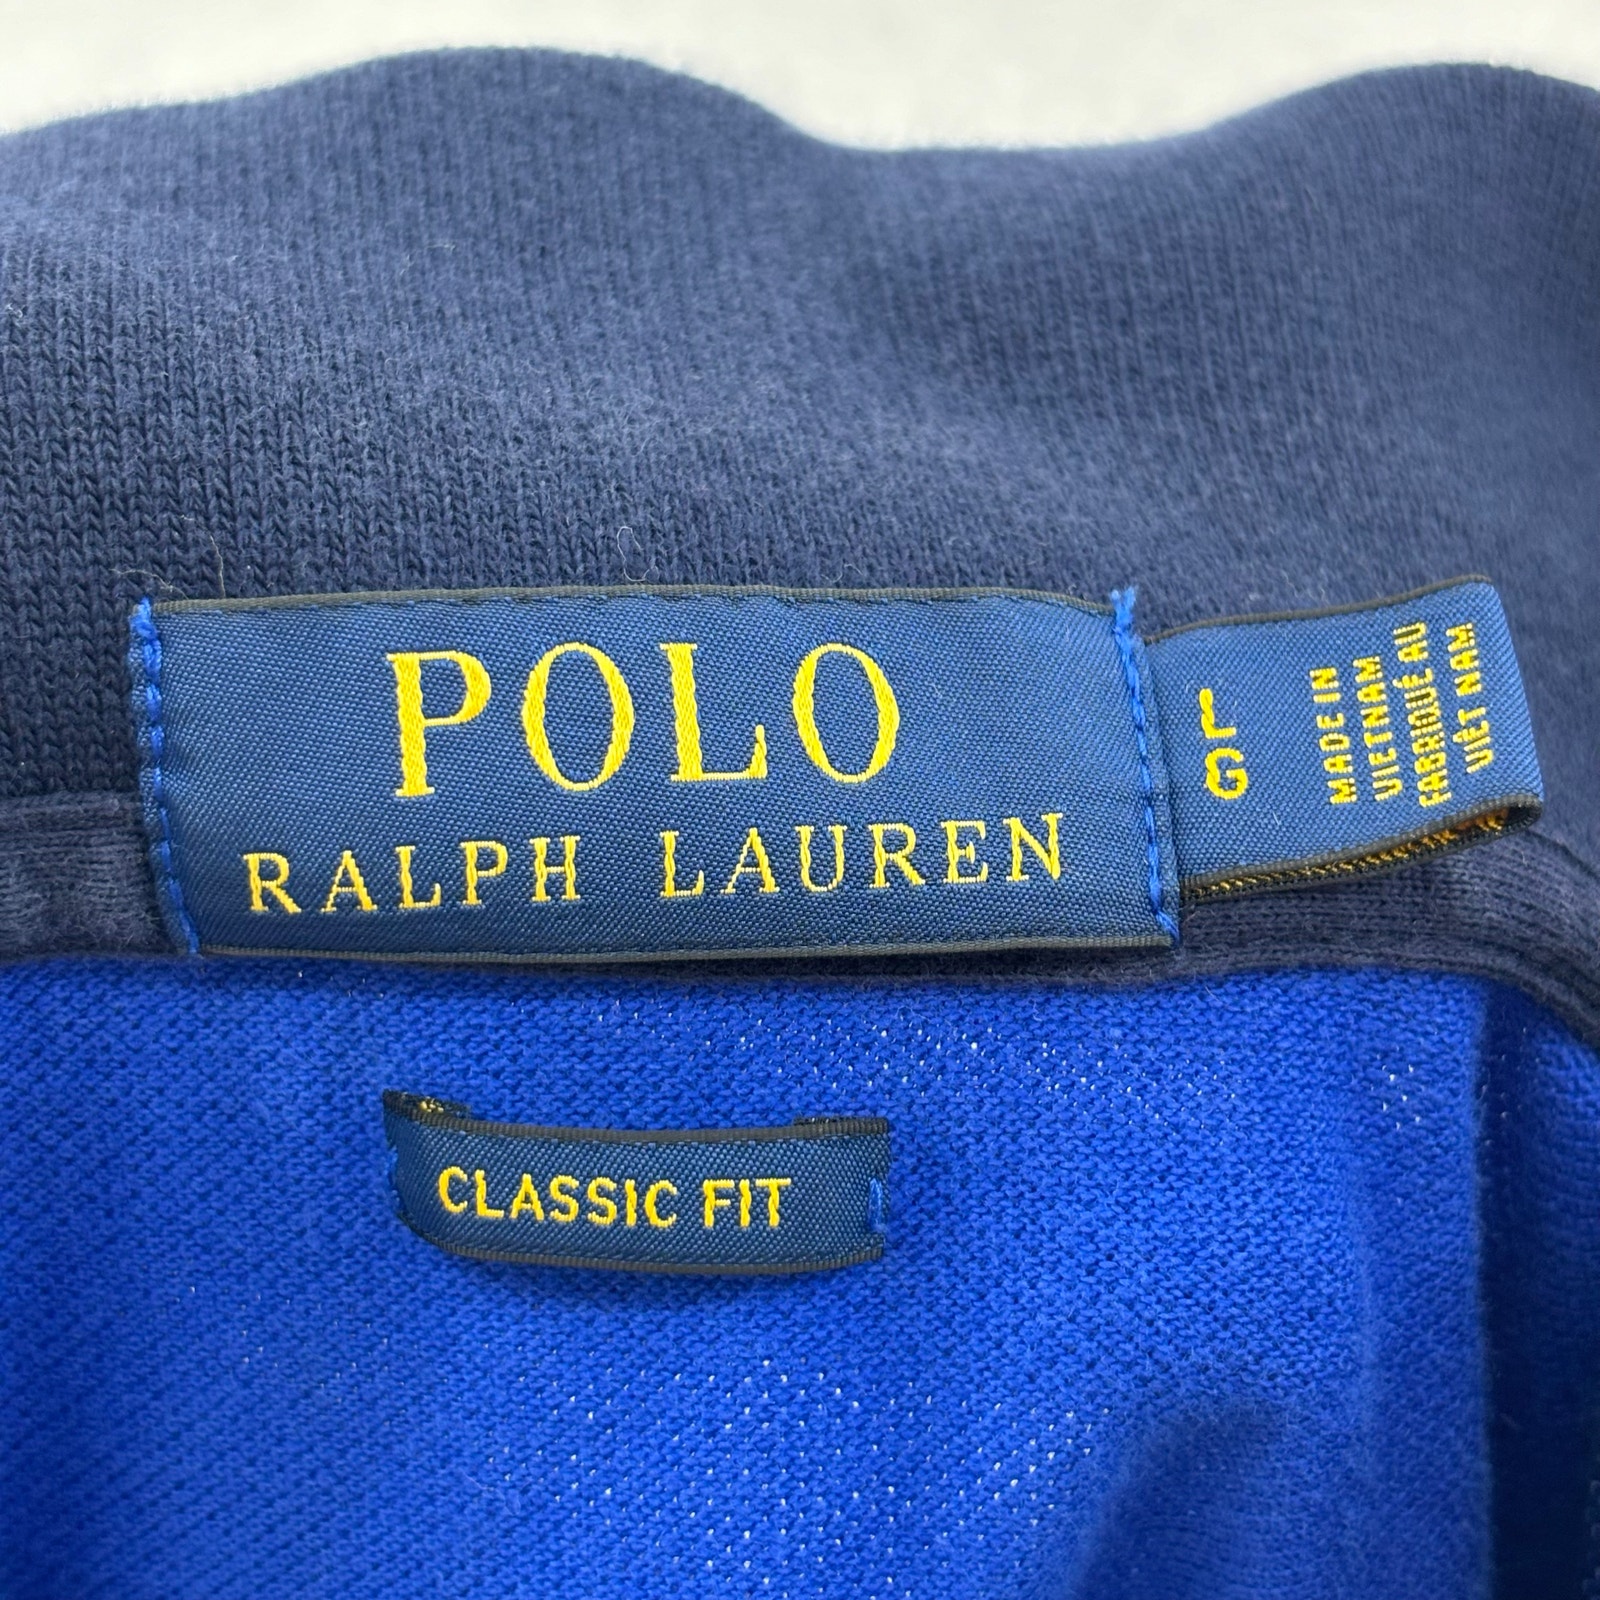 POLO
RALPH LAUREN
L
G
MADE IN
VIETNAM
FABRIQUÉ AU
VIÊT NAM
CLASSIC FIT